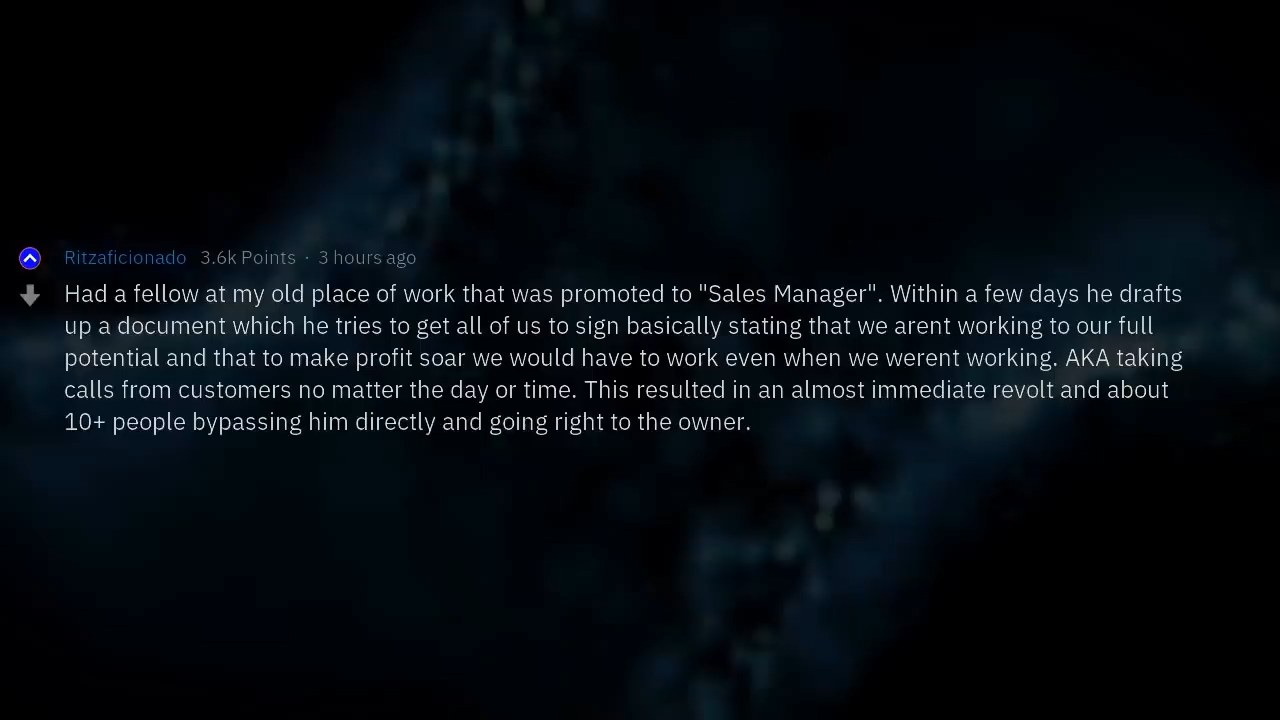 Ritzaficionado 3.6k Points · 3 hours ago
Had a fellow at my old place of work that was promoted to "Sales Manager". Within a few days he drafts
up a document which he tries to get all of us to sign basically stating that we arent working to our full
potential and that to make profit soar we would have to work even when we werent working. AKA taking
calls from customers no matter the day or time. This resulted in an almost immediate revolt and about
10+ people bypassing him directly and going right to the owner.